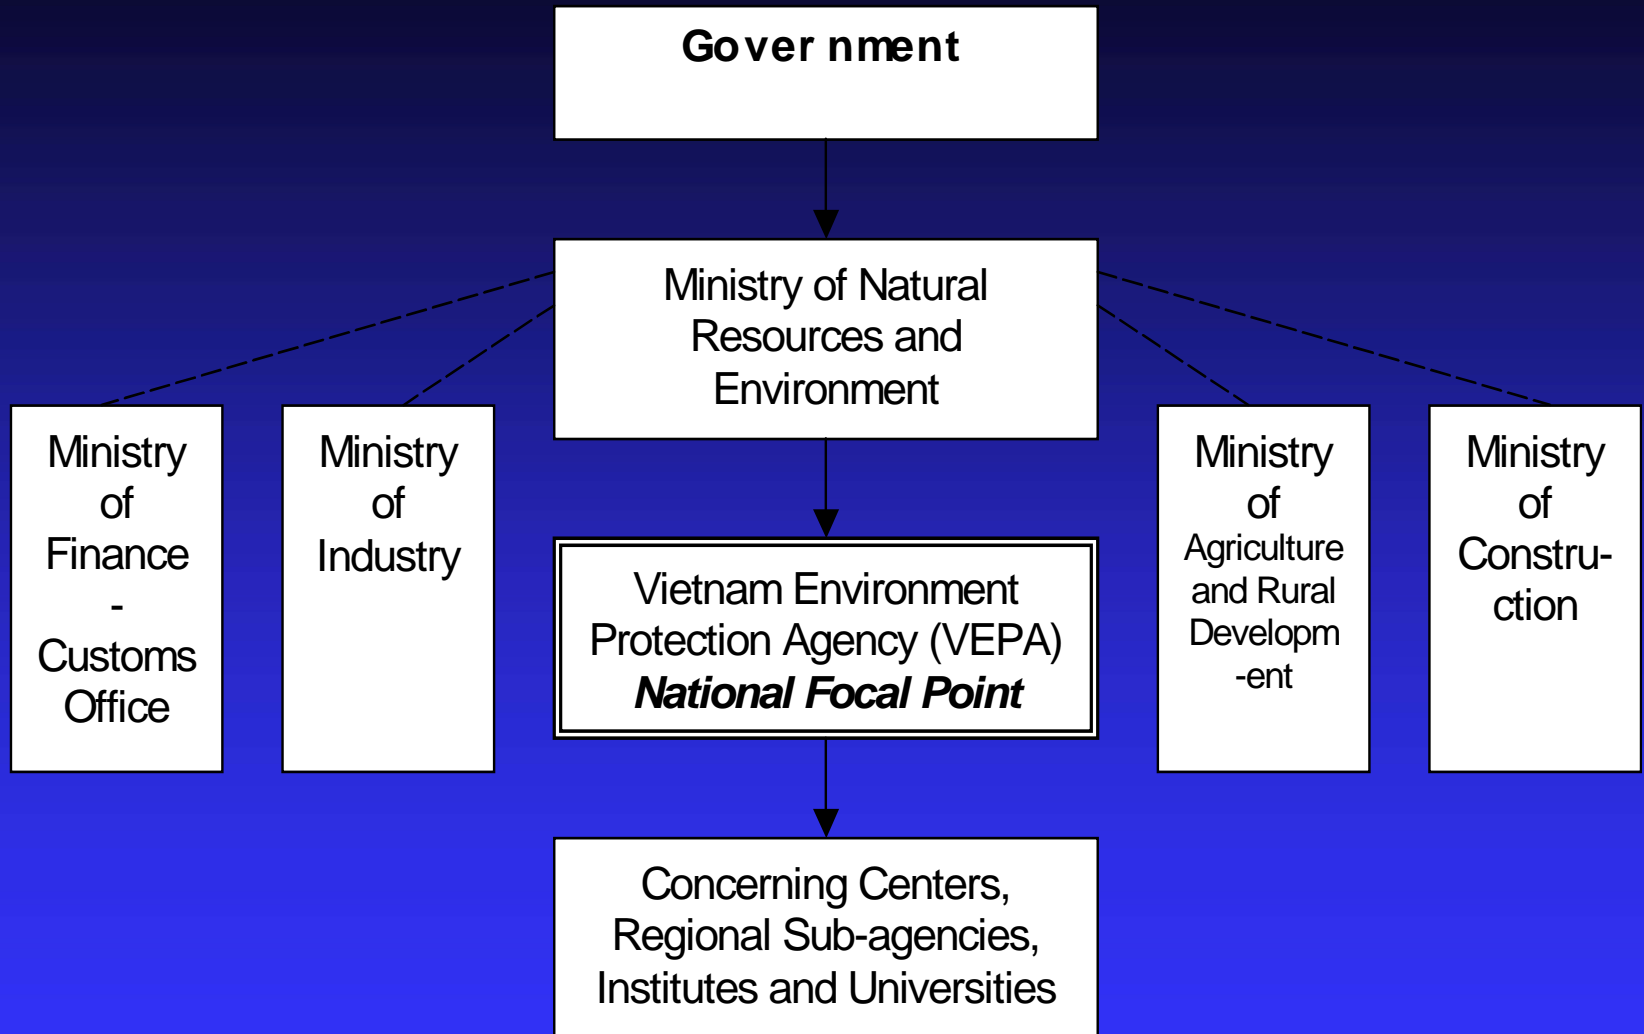 Government
Ministry of Natural
Resources and
Environment
Ministry
of
Finance
-
Customs
Office
Ministry
of
Industry
Vietnam Environment
Protection Agency (VEPA)
National Focal Point
Ministry
of
Agriculture
and Rural
Developm
-ent
Ministry
of
Constru-
ction
Concerning Centers,
Regional Sub-agencies,
Institutes and Universities